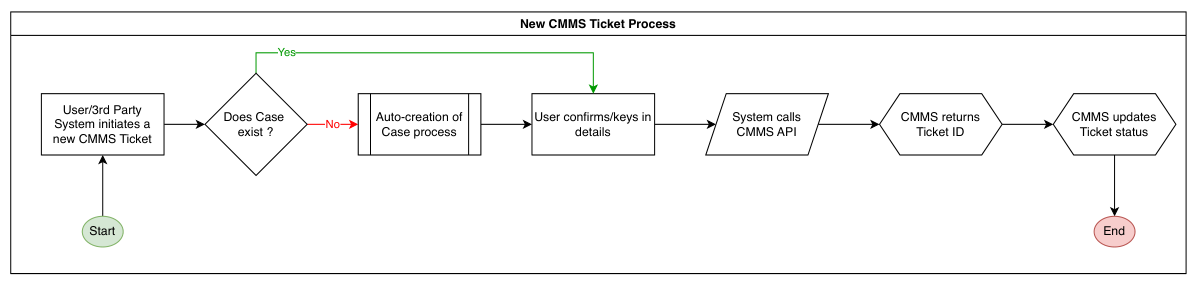 New CMMS Ticket Process
Yes
User/3rd Party
System initiates a
new CMMS Ticket
Does Case
exist ?
No
Auto-creation of
Case process
User confirms/keys in
details
System calls
CMMS API
CMMS returns
Ticket ID
CMMS updates
Ticket status
Start
End